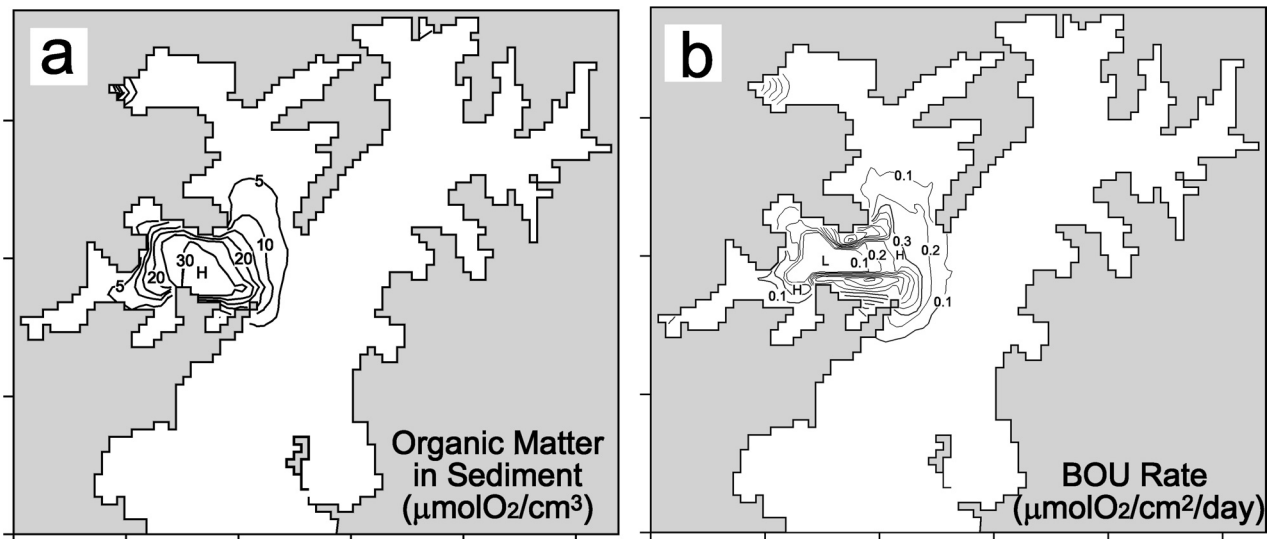 a
5
10
20
30
H
20
5
Organic Matter
in Sediment
(μmolO₂/cm³)
b
0.1
0.3
0.2
H
0.2
0.1
L
H
0.1
0.1
BOU Rate
(μmolO₂/cm²/day)